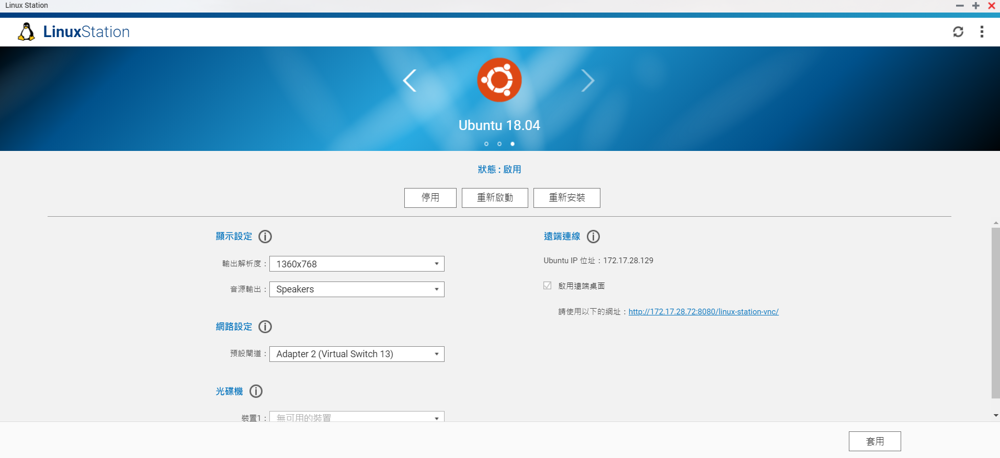 Linux Station
LinuxStation
Ubuntu 18.04
狀態 : 啟用
停用
重新啟動
重新安裝
顯示設定
輸出解析度 : 1360x768
音源輸出 : Speakers
網路設定
預設閘道 : Adapter 2 (Virtual Switch 13)
光碟機
裝置1 : 無可用的裝置
遠端連線
Ubuntu IP 位址 : 172.17.28.129
啟用遠端桌面
請使用以下的網址 : http://172.17.28.72:8080/linux-station-vnc/
套用